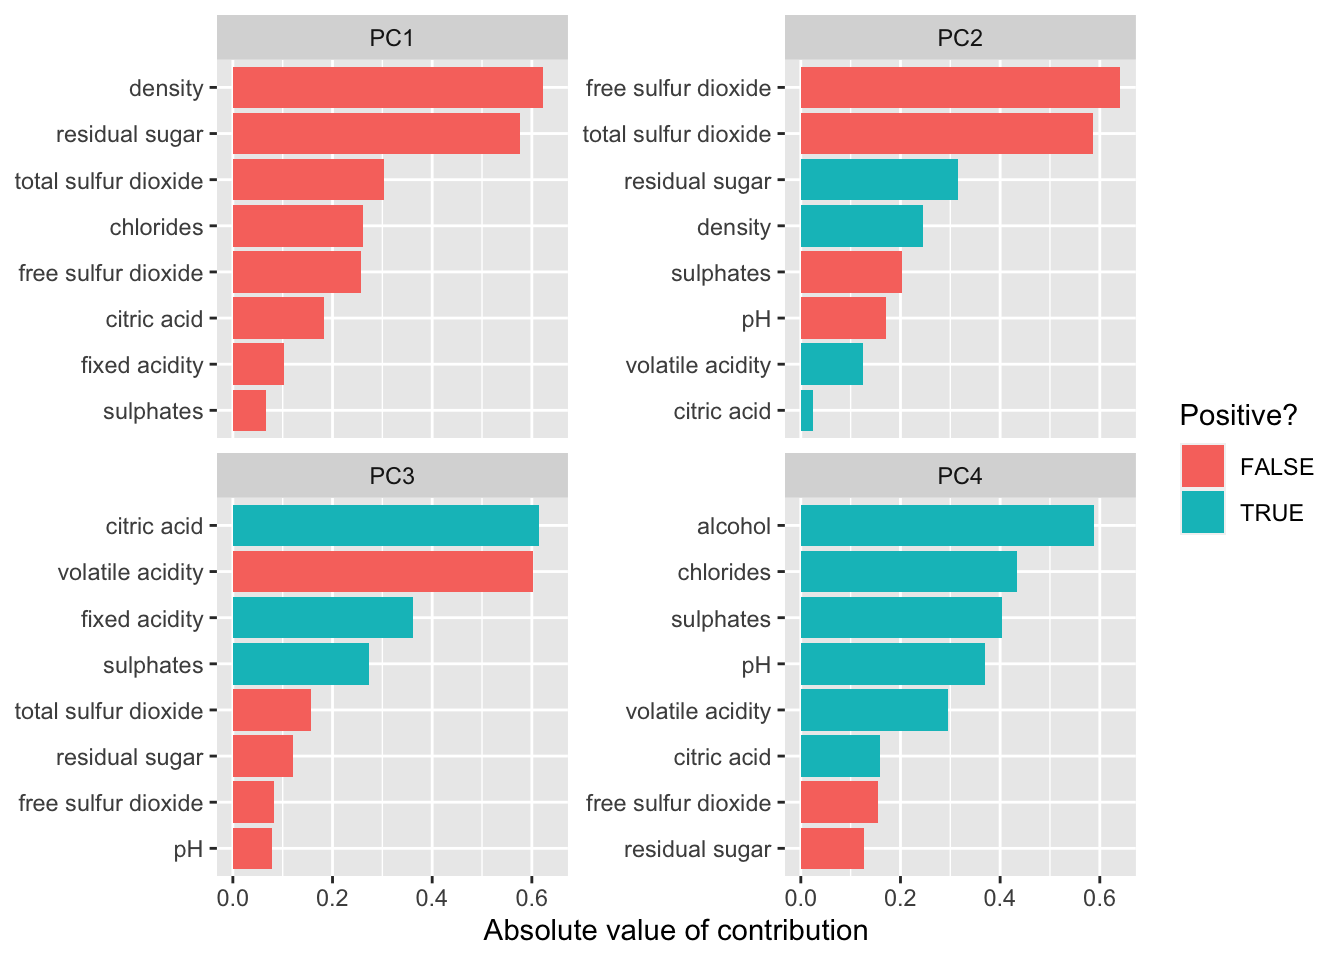 PC1
density
residual sugar
total sulfur dioxide
chlorides
free sulfur dioxide
citric acid
fixed acidity
sulphates
PC2
free sulfur dioxide
total sulfur dioxide
residual sugar
density
sulphates
pH
volatile acidity
citric acid
PC3
citric acid
volatile acidity
fixed acidity
sulphates
total sulfur dioxide
residual sugar
free sulfur dioxide
pH
0.0 0.2 0.4 0.6
PC4
alcohol
chlorides
sulphates
pH
volatile acidity
citric acid
free sulfur dioxide
residual sugar
0.0 0.2 0.4 0.6
Absolute value of contribution
Positive?
FALSE
TRUE